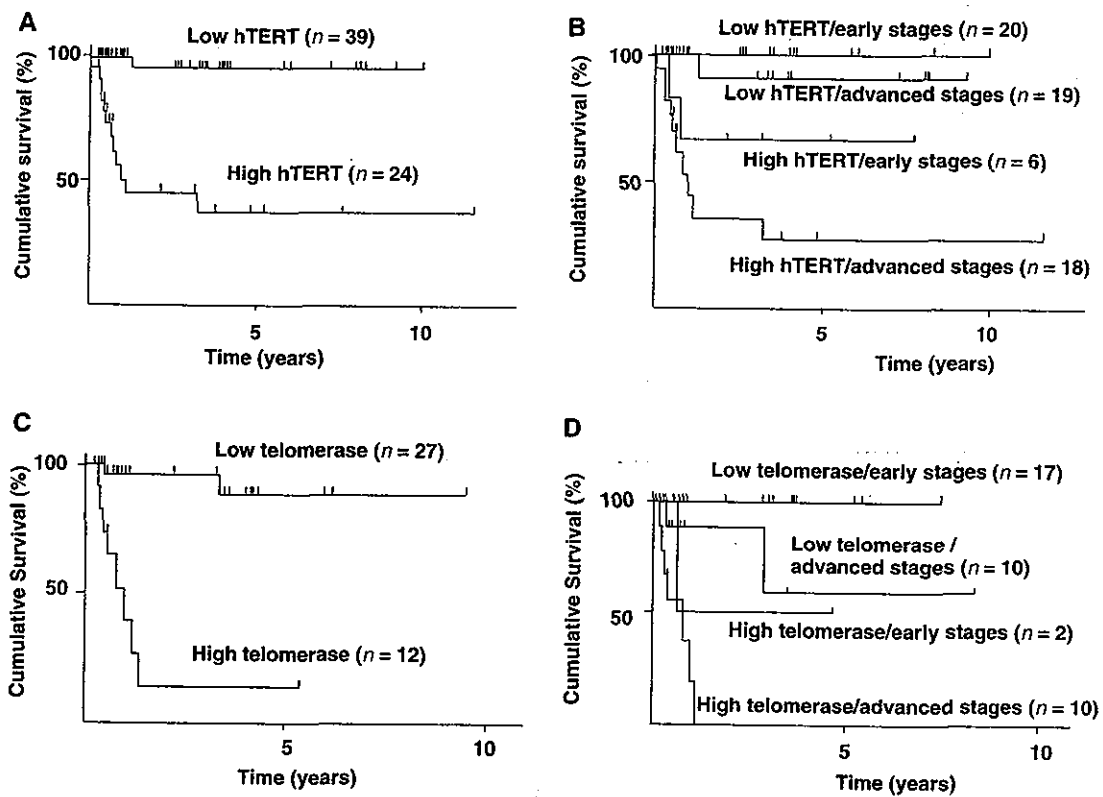 A
Low hTERT (n = 39)
100
Cumulative survival (%)
High hTERT (n = 24)
50
5
10
Time (years)
B
Low hTERT/early stages (n = 20)
100
Cumulative survival (%)
Low hTERT/advanced stages (n = 19)
High hTERT/early stages (n = 6)
50
High hTERT/advanced stages (n = 18)
5
10
Time (years)
C
Low telomerase (n = 27)
100
Cumulative Survival (%)
50
High telomerase (n = 12)
5
10
Time (years)
D
Low telomerase/early stages (n = 17)
100
Cumulative Survival (%)
Low telomerase /
advanced stages (n = 10)
50
High telomerase/early stages (n = 2)
High telomerase/advanced stages (n = 10)
5
10
Time (years)